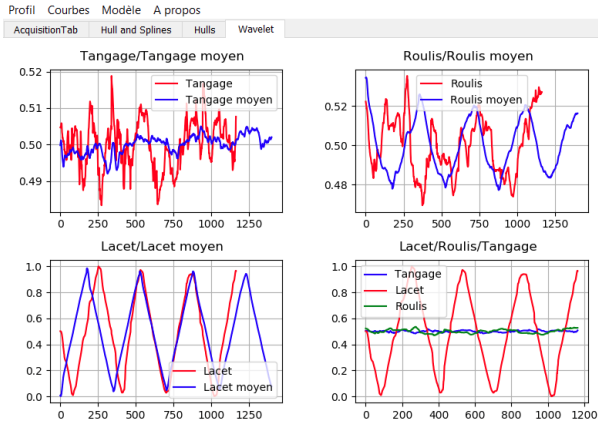 Profil Courbes Modèle A propos
AcquisitionTab Hull and Splines Hulls Wavelet
Tangage/Tangage moyen
0.52
0.51
0.50
0.49
Tangage
Tangage moyen
0 250 500 750 1000 1250
Roulis/Roulis moyen
0.52
0.50
0.48
Roulis
Roulis moyen
0 250 500 750 1000 1250
Lacet/Lacet moyen
1.0
0.8
0.6
0.4
0.2
0.0
Lacet
Lacet moyen
0 250 500 750 1000 1250
Lacet/Roulis/Tangage
1.0
0.8
0.6
0.4
0.2
0.0
Tangage
Lacet
Roulis
0 200 400 600 800 1000 1200